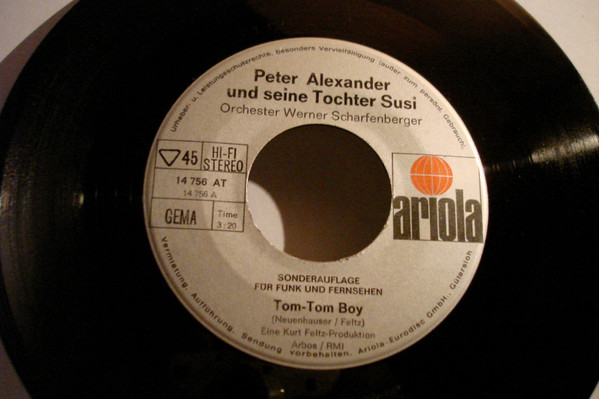 Urheber- u. Leistungsschutzrechte, besonders Vervielfältigung (außer zum persönl. Gebrauch),
Peter Alexander
und seine Tochter Susi
Orchester Werner Scharfenberger
45
HI-FI
STEREO
14 756 AT
14 756 A
GEMA
Time
3:20
ariola
SONDERAUFLAGE
FÜR FUNK UND FERNSEHEN
Tom-Tom Boy
(Neuenhauser / Feltz)
Eine Kurt Feltz-Produktion
Arbos / RMI
Vermietung, Aufführung, Sendung vorbehalten. Ariola-Eurodisc GmbH., Gütersloh